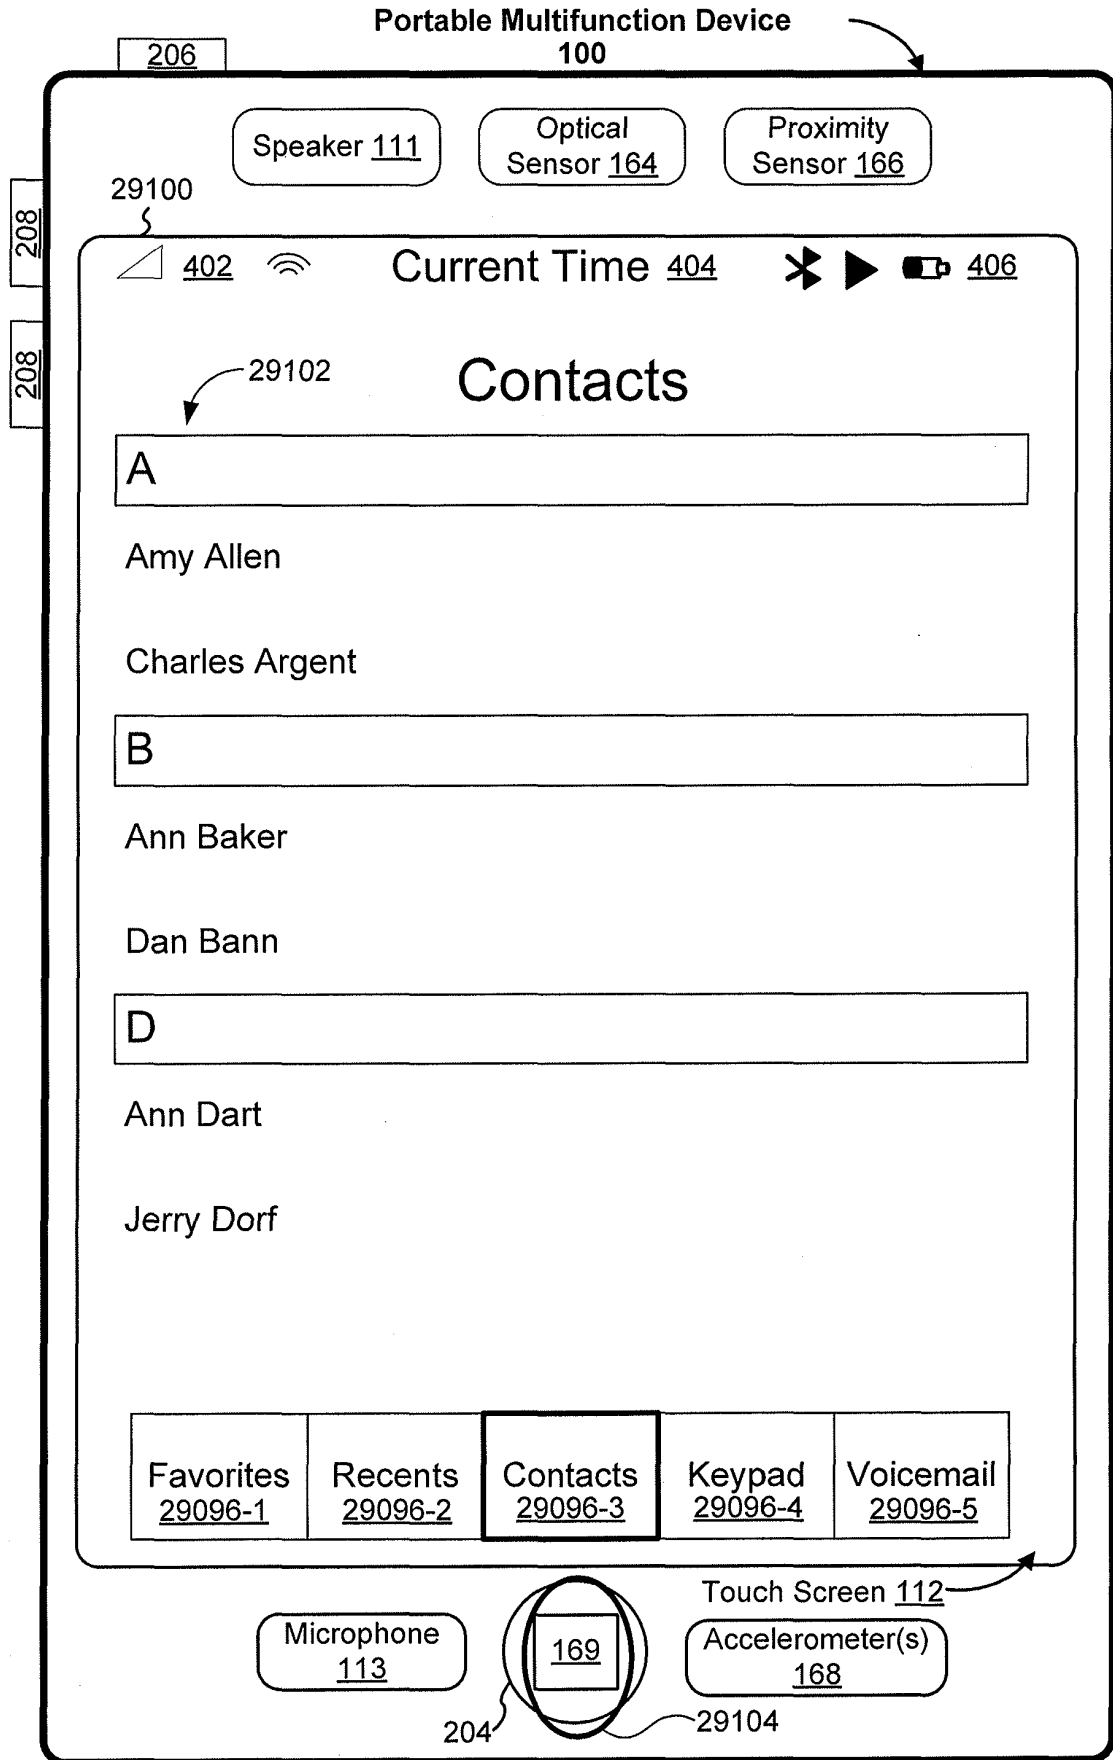 Portable Multifunction Device
100
206
Speaker 111
Optical
Sensor 164
Proximity
Sensor 166
208
29100
402
Current Time 404
406
208
29102
Contacts
A
Amy Allen
Charles Argent
B
Ann Baker
Dan Bann
D
Ann Dart
Jerry Dorf
Favorites
29096-1
Recents
29096-2
Contacts
29096-3
Keypad
29096-4
Voicemail
29096-5
Touch Screen 112
Microphone
113
169
Accelerometer(s)
168
204
29104